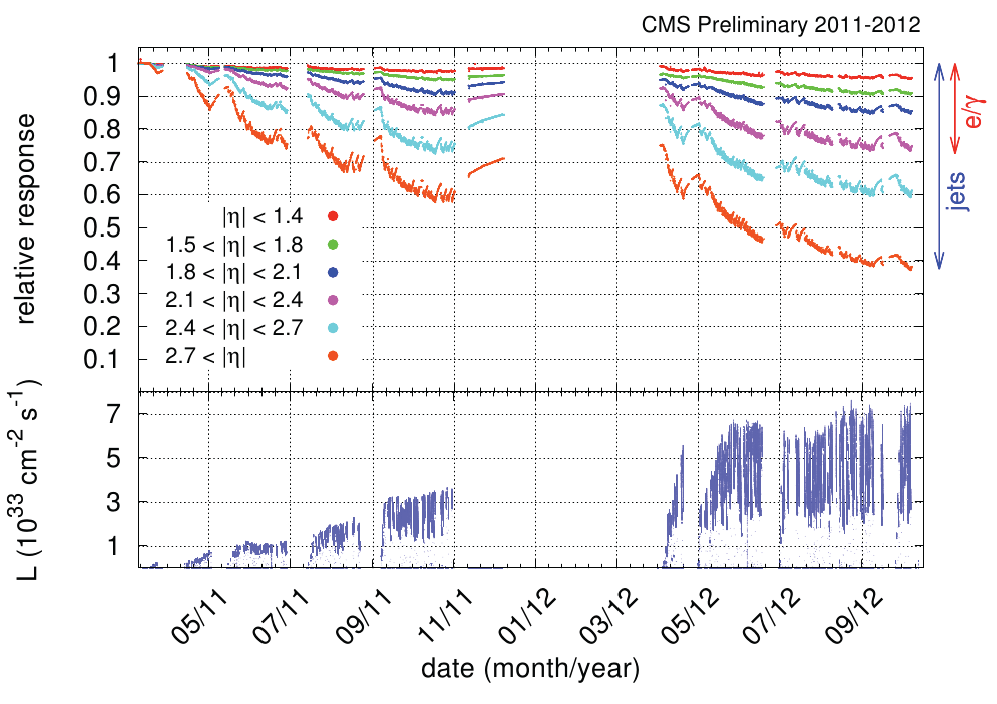 CMS Preliminary 2011-2012
relative response
1
0.9
0.8
0.7
0.6
0.5
0.4
0.3
0.2
0.1
|η| < 1.4
1.5 < |η| < 1.8
1.8 < |η| < 2.1
2.1 < |η| < 2.4
2.4 < |η| < 2.7
2.7 < |η|
e/γ
jets
L (10³³ cm⁻² s⁻¹)
7
5
3
1
05/11 07/11 09/11 11/11 01/12 03/12 05/12 07/12 09/12
date (month/year)